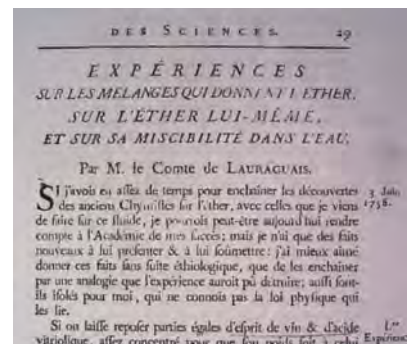 DES SCIENCES. 29
EXPÉRIENCES
SUR LES MELANGES QUI DONNENT L'ETHER,
SUR L'ÉTHER LUI-MÊME,
ET SUR SA MISCIBILITÉ DANS L'EAU.
Par M. le Comte de LAURAGUAIS.
SI j'avois eu assez de temps pour enchaîner les découvertes 3 Juin
des anciens Chymistes sur l'éther, avec celles que je viens 1758.
de faire sur ce fluide, je pourrois peut-être aujourd'hui rendre
compte à l'Académie de mes succès; mais je n'ai que des faits
nouveaux à lui présenter & à lui soûmettre: j'ai mieux aimé
donner ces faits sans suite éthiologique, que de les enchaîner
par une analogie que l'expérience auroit pû détruire; aussi sont-
ils isolés pour moi, qui ne connois pas la loi physique qui
les lie.
Si on laisse reposer parties égales d'esprit de vin & d'acide
vitriolique, assez concentré pour que son poids soit à celui